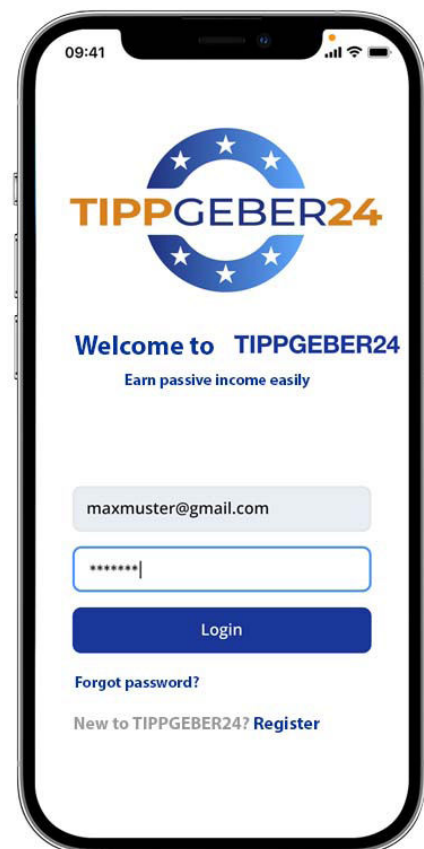 09:41
TIPPGEBER24
Welcome to TIPPGEBER24
Earn passive income easily
maxmuster@gmail.com
*******
Login
Forgot password?
New to TIPPGEBER24? Register